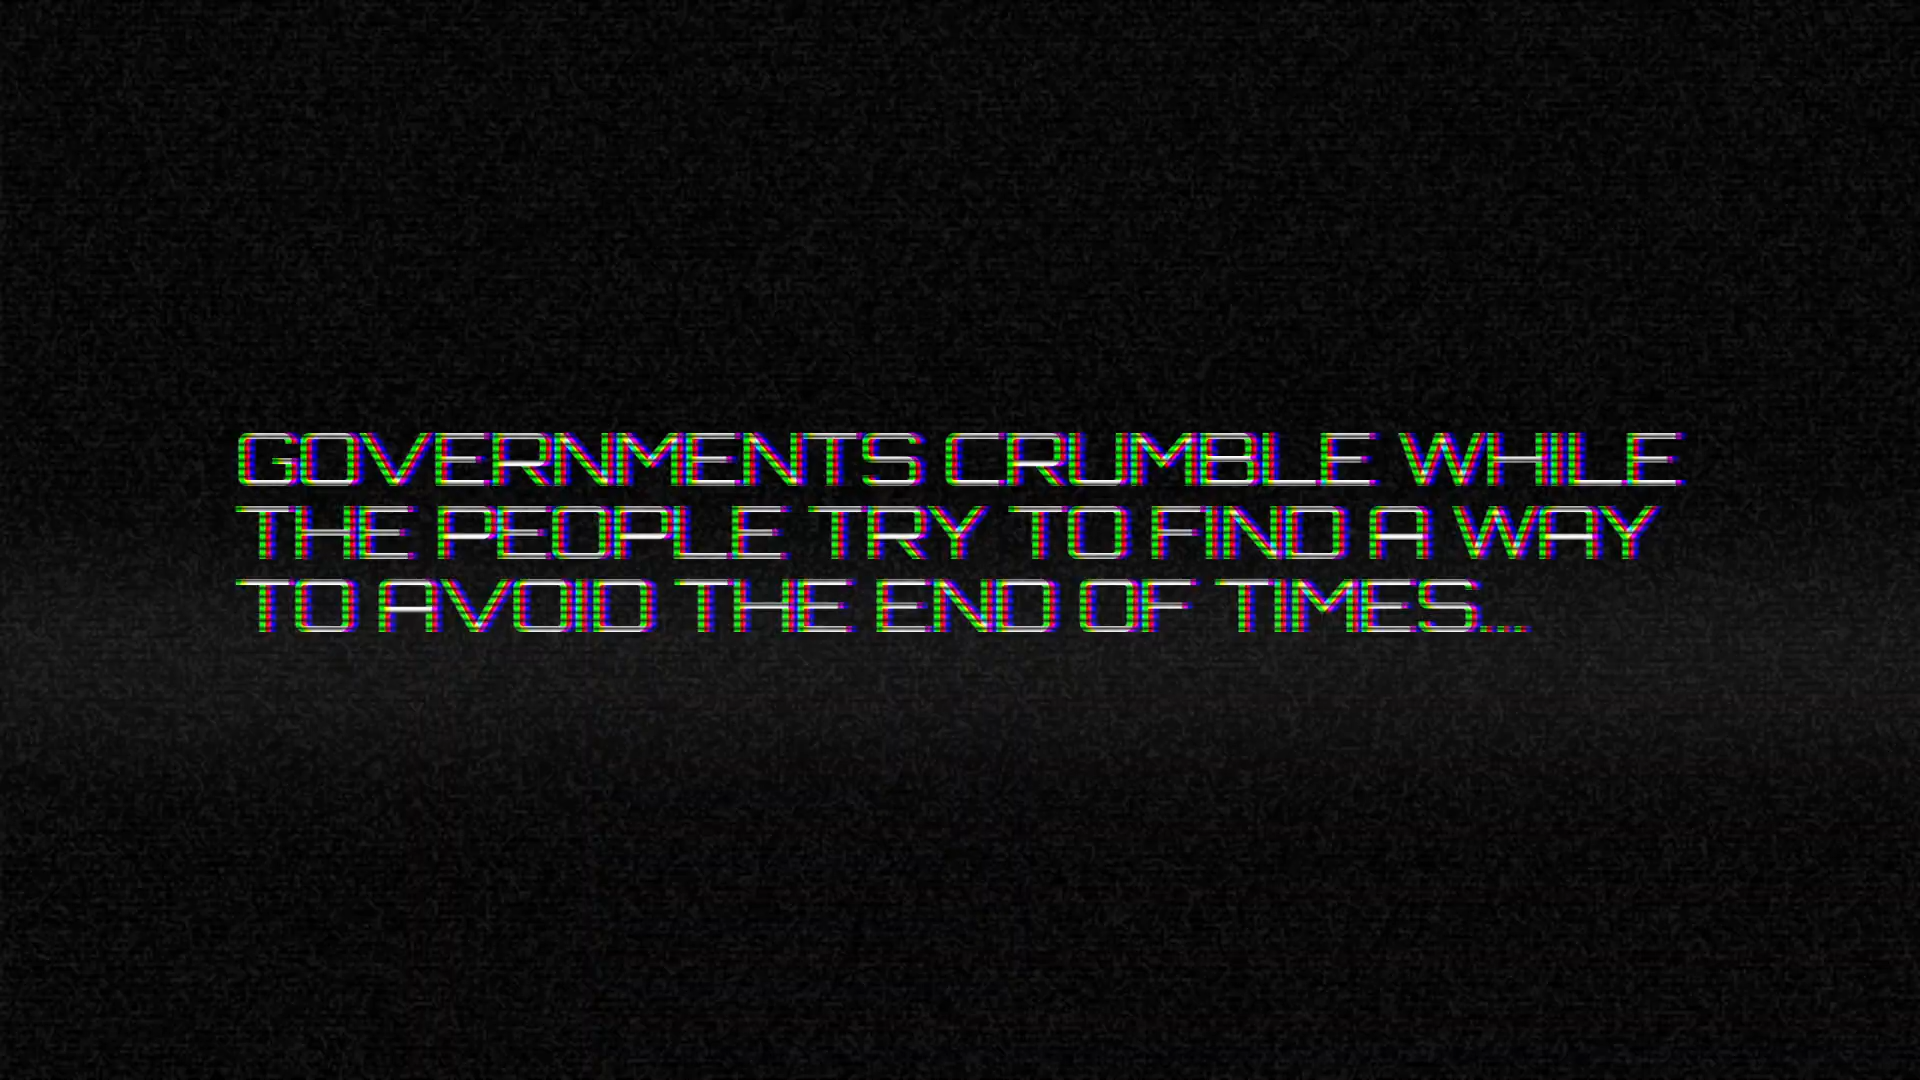 GOVERNMENTS CRUMBLE WHILE
THE PEOPLE TRY TO FIND A WAY
TO AVOID THE END OF TIMES...